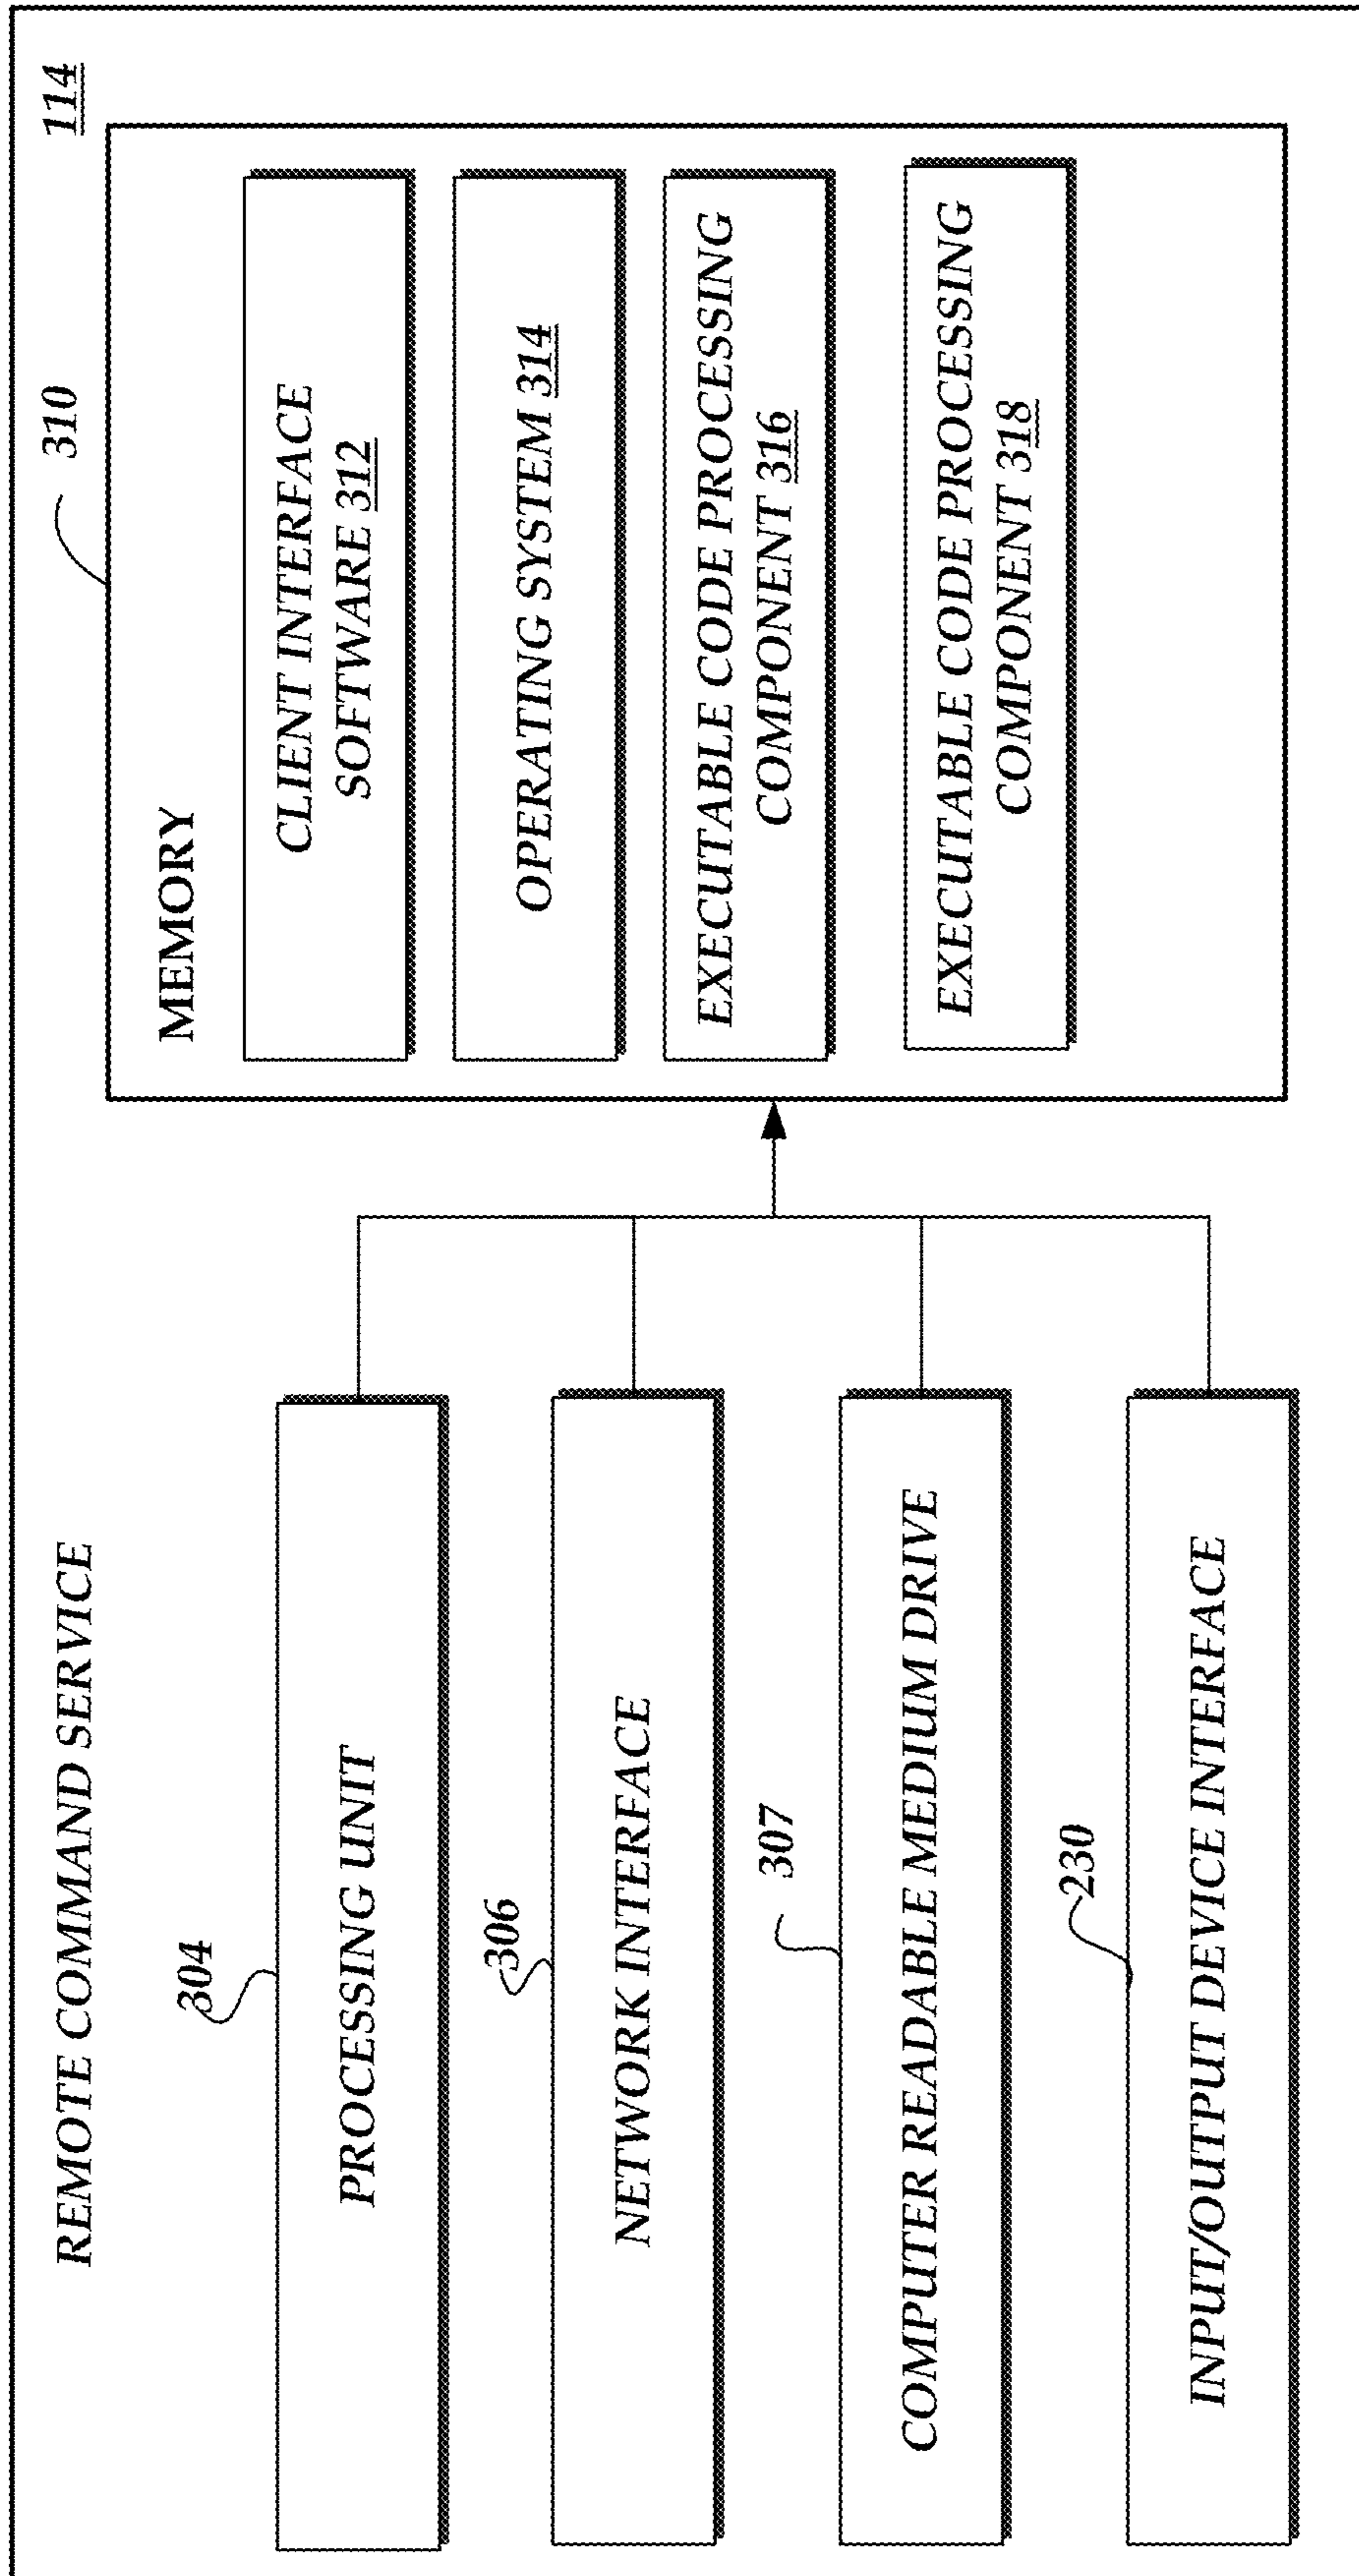 REMOTE COMMAND SERVICE
114
304
PROCESSING UNIT
306
NETWORK INTERFACE
307
COMPUTER READABLE MEDIUM DRIVE
230
INPUT/OUTPUT DEVICE INTERFACE
310
MEMORY
CLIENT INTERFACE
SOFTWARE 312
OPERATING SYSTEM 314
EXECUTABLE CODE PROCESSING
COMPONENT 316
EXECUTABLE CODE PROCESSING
COMPONENT 318